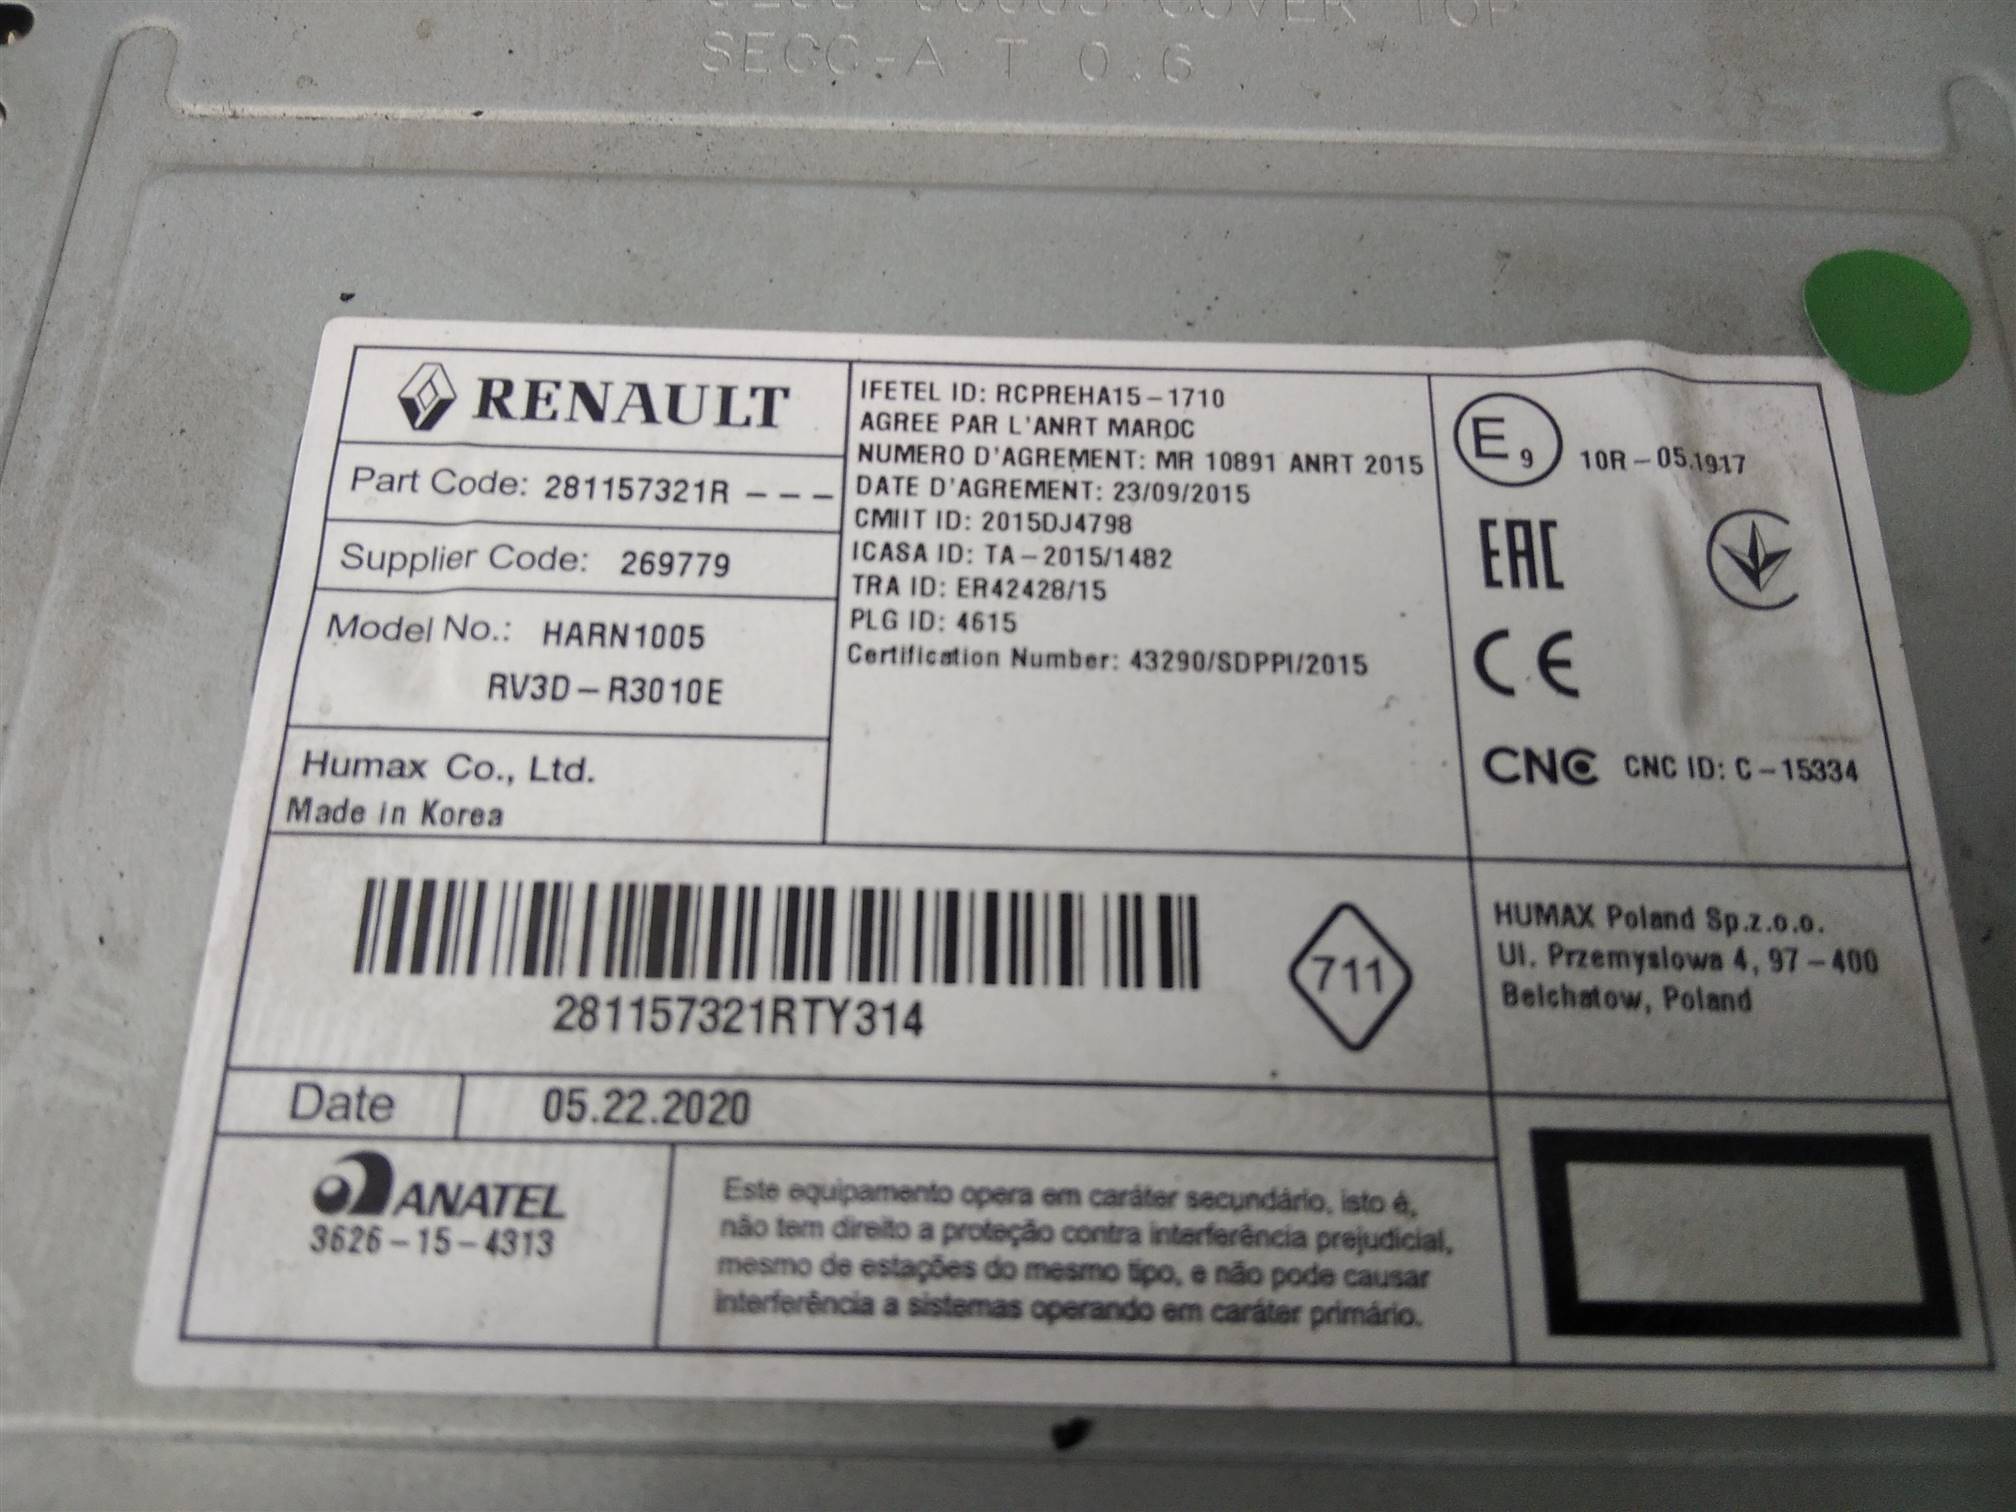 COVER TOP
SECC-A T 0.6
RENAULT
Part Code: 281157321R - - -
Supplier Code: 269779
Model No.: HARN1005
RV3D-R3010E
Humax Co., Ltd.
Made in Korea
IFETEL ID: RCPREHA15-1710
AGREE PAR L'ANRT MAROC
NUMERO D'AGREMENT: MR 10891 ANRT 2015
DATE D'AGREMENT: 23/09/2015
CMIIT ID: 2015DJ4798
ICASA ID: TA-2015/1482
TRA ID: ER42428/15
PLG ID: 4615
Certification Number: 43290/SDPPI/2015
E9 10R-05.1917
EAC
CE
CNC CNC ID: C-15334
281157321RTY314
711
HUMAX Poland Sp.z.o.o.
Ul. Przemyslowa 4, 97-400
Belchatow, Poland
Date 05.22.2020
ANATEL
3626-15-4313
Este equipamento opera em caráter secundário, isto é,
não tem direito a proteção contra interferência prejudicial,
mesmo de estações do mesmo tipo, e não pode causar
interferência a sistemas operando em caráter primário.